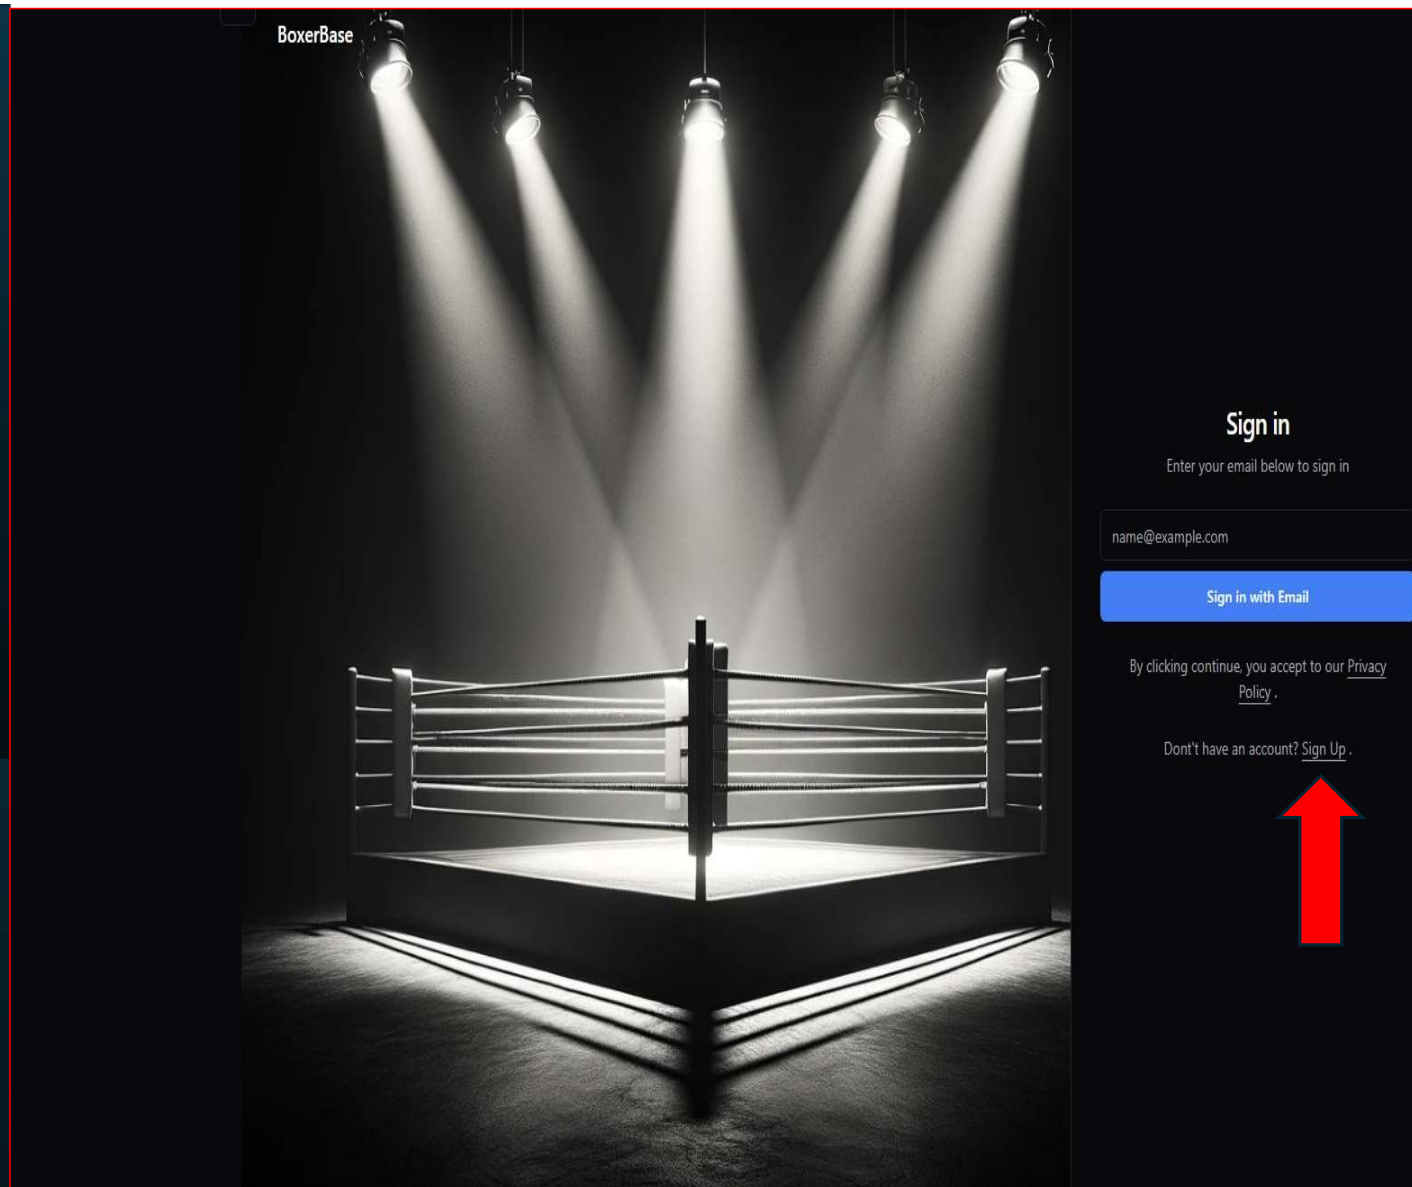 BoxerBase
Sign in
Enter your email below to sign in
name@example.com
Sign in with Email
By clicking continue, you accept to our Privacy
Policy .
Dont't have an account? Sign Up .